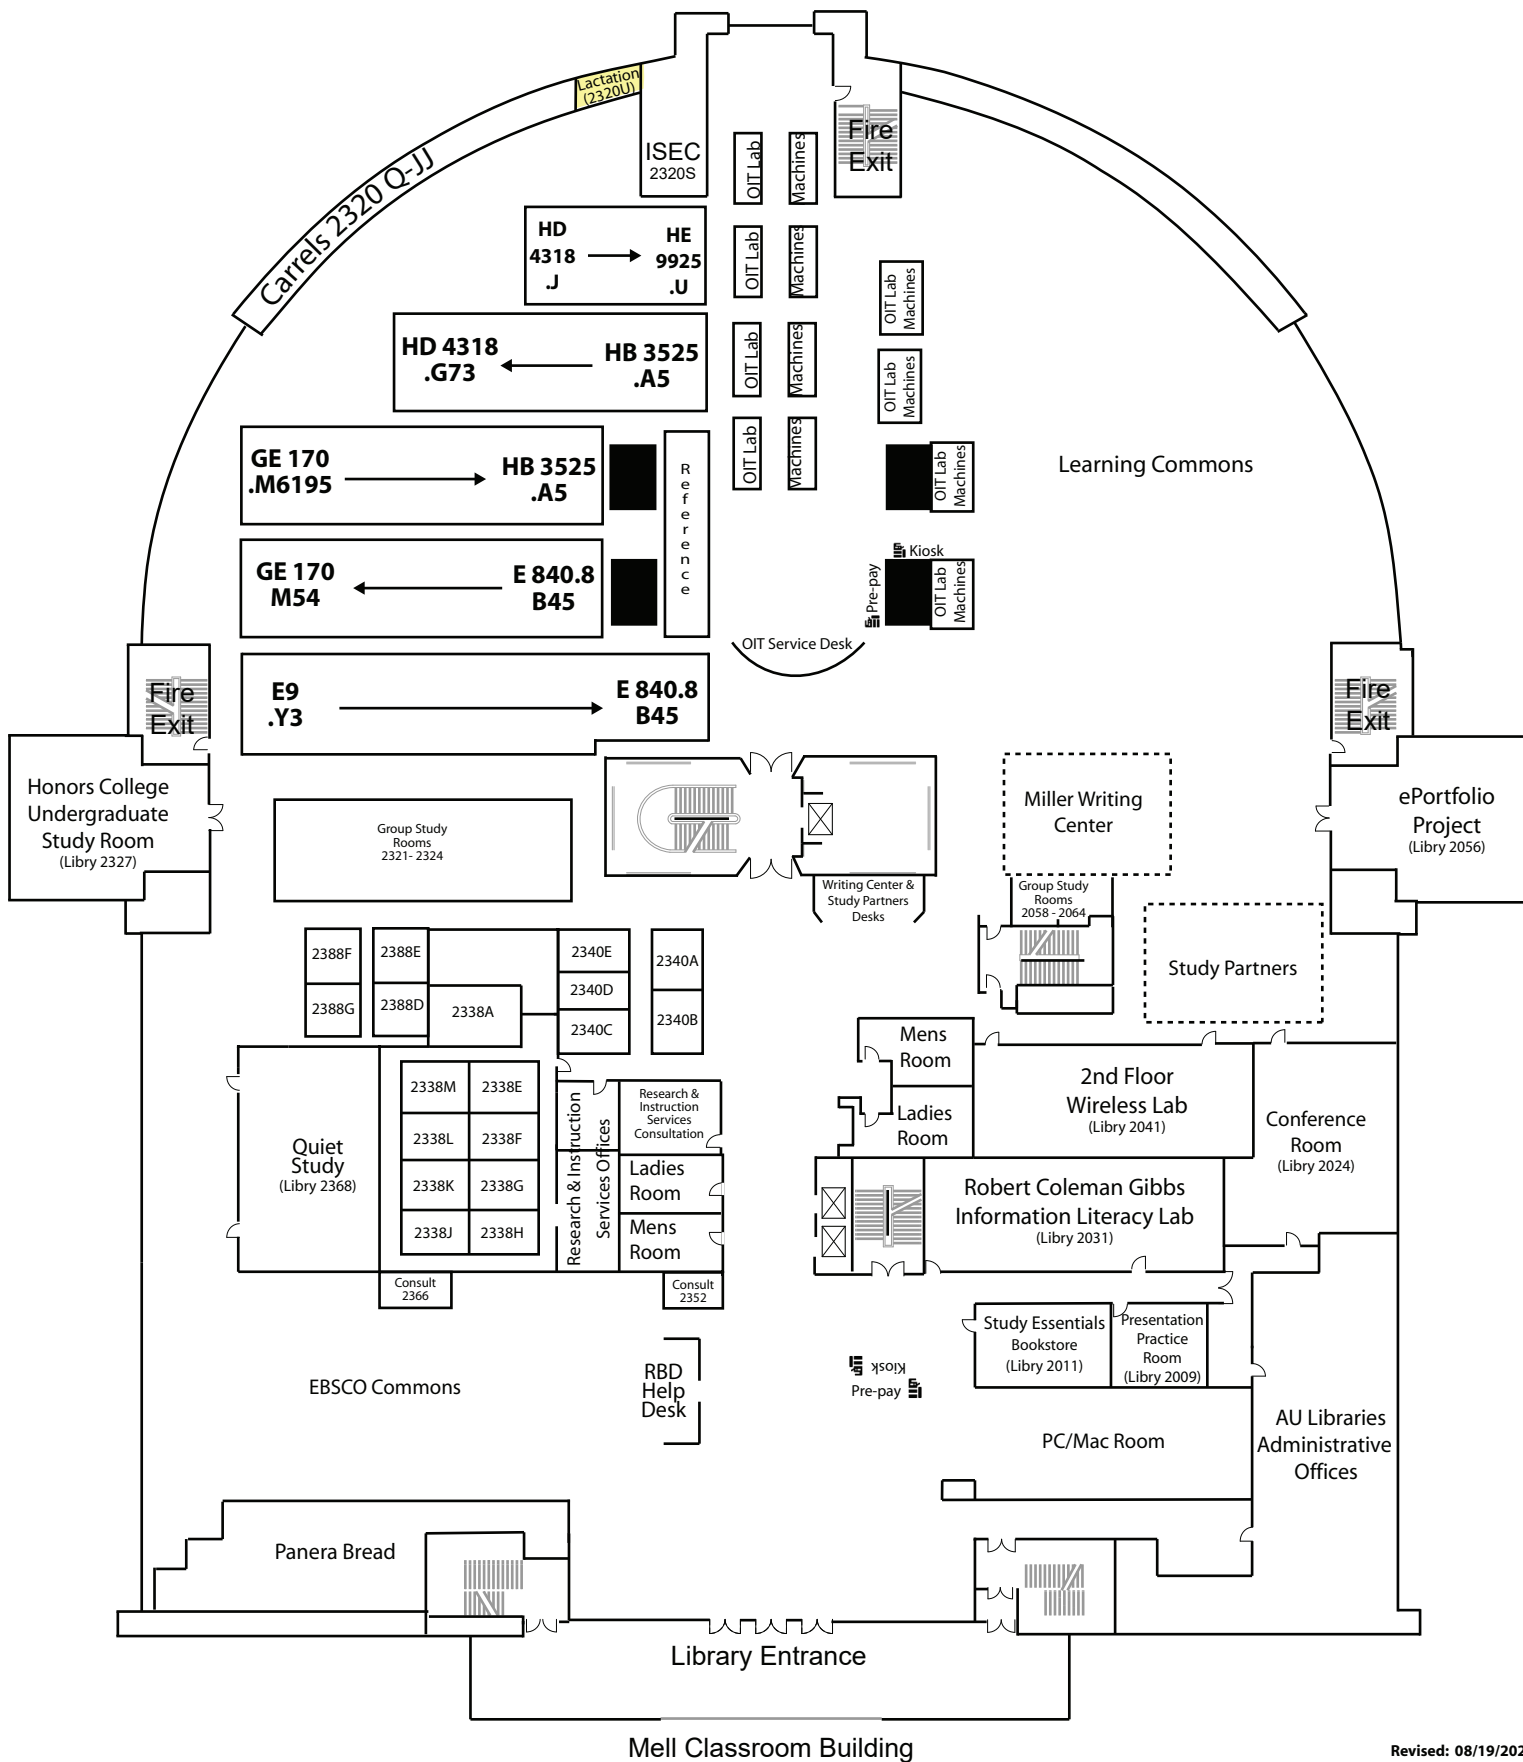 Lactation
(2320U)
Carrels 2320 Q-JJ
ISEC
2320S
Fire
Exit
OIT Lab
Machines
OIT Lab
Machines
OIT Lab
Machines
OIT Lab
Machines
OIT Lab
Machines
OIT Lab
Machines
OIT Lab
Machines
OIT Lab
Machines
HD
4318
.J
HE
9925
.U
HD 4318
.G73
HB 3525
.A5
GE 170
.M6195
HB 3525
.A5
Reference
Learning Commons
GE 170
M54
E 840.8
B45
Kiosk
Pre-pay
OIT Service Desk
E9
.Y3
E 840.8
B45
Fire
Exit
Fire
Exit
Honors College
Undergraduate
Study Room
(Libry 2327)
Group Study
Rooms
2321- 2324
Miller Writing
Center
ePortfolio
Project
(Libry 2056)
Writing Center &
Study Partners
Desks
Group Study
Rooms
2058 - 2064
Study Partners
2388F
2388E
2340E
2340A
2388G
2388D
2338A
2340D
2340C
2340B
Mens
Room
Ladies
Room
2nd Floor
Wireless Lab
(Libry 2041)
Conference
Room
(Libry 2024)
Quiet
Study
(Libry 2368)
2338M
2338E
2338L
2338F
2338K
2338G
2338J
2338H
Research & Instruction
Services Offices
Research &
Instruction
Services
Consultation
Ladies
Room
Mens
Room
Robert Coleman Gibbs
Information Literacy Lab
(Libry 2031)
Consult
2366
Consult
2352
Study Essentials
Bookstore
(Libry 2011)
Presentation
Practice
Room
(Libry 2009)
EBSCO Commons
RBD
Help
Desk
Kiosk
Pre-pay
PC/Mac Room
AU Libraries
Administrative
Offices
Panera Bread
Library Entrance
Mell Classroom Building
Revised: 08/19/202